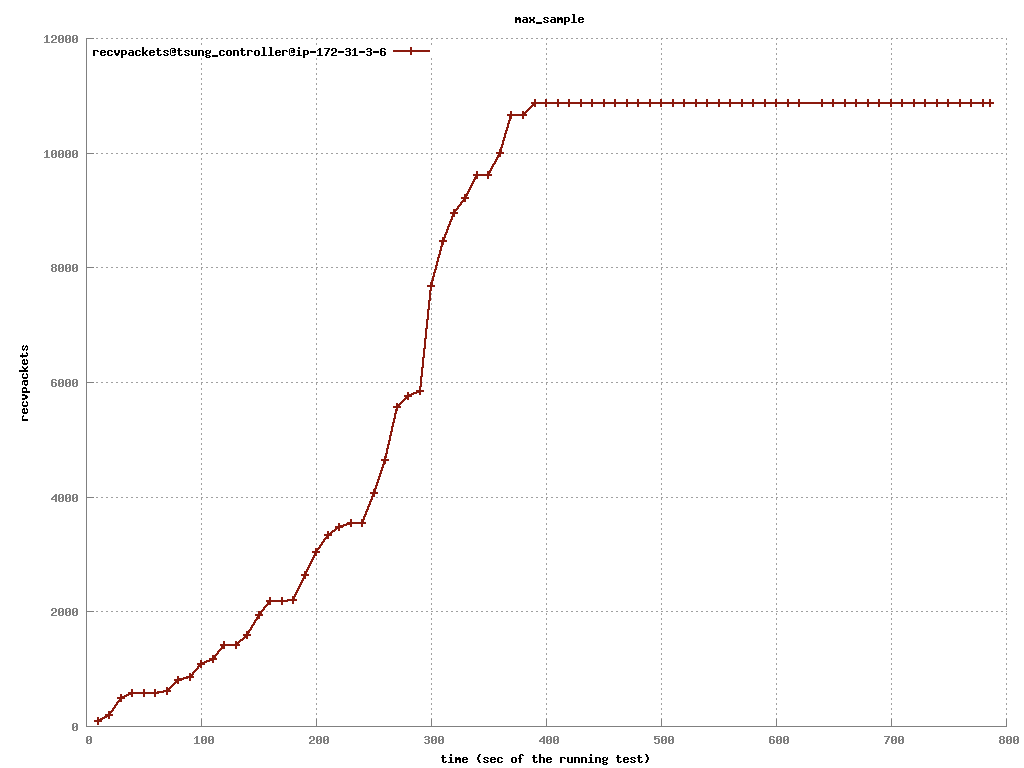 max_sample
12000
recvpackets@tsung_controller@ip-172-31-3-6
10000
8000
6000
recvpackets
4000
2000
0
0 100 200 300 400 500 600 700 800
time (sec of the running test)